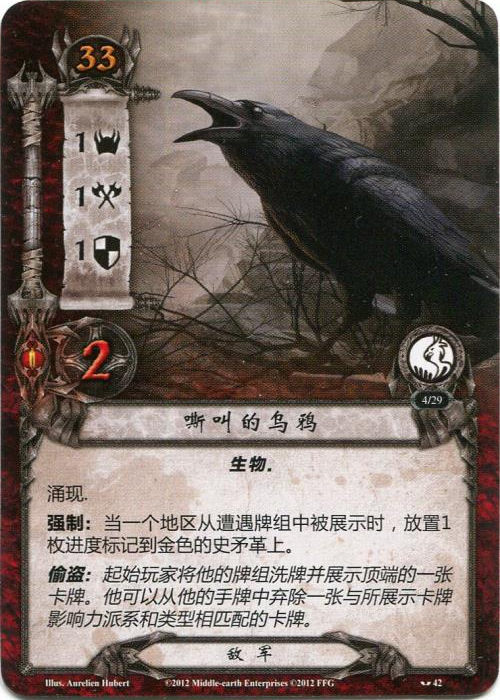 33
1
1
1
2
4/29
嘶叫的乌鸦
生物.
涌现.
强制：当一个地区从遭遇牌组中被展示时，放置1
枚进度标记到金色的史矛革上。
偷盗：起始玩家将他的牌组洗牌并展示顶端的一张
卡牌。他可以从他的手牌中弃除一张与所展示卡牌
影响力派系和类型相匹配的卡牌。
敌军
Illus. Aurelien Hubert ©2012 Middle-earth Enterprises ©2012 FFG 42